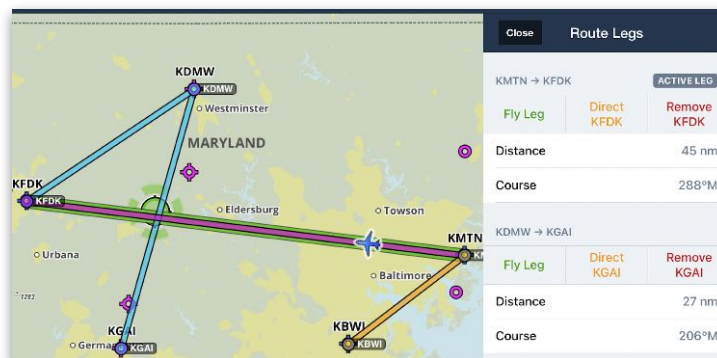 KDMW
KDMW
Westminster
MARYLAND
KFDK
KFDK
Eldersburg
Towson
KMTN
Urbana
Baltimore
KBWI
KBWI
KGAI
KGAI
Close
Route Legs
KMTN → KFDK
ACTIVE LEG
Fly Leg
Direct
KFDK
Remove
KFDK
Distance
45 nm
Course
288°M
KDMW → KGAI
Fly Leg
Direct
KGAI
Remove
KGAI
Distance
27 nm
Course
206°M